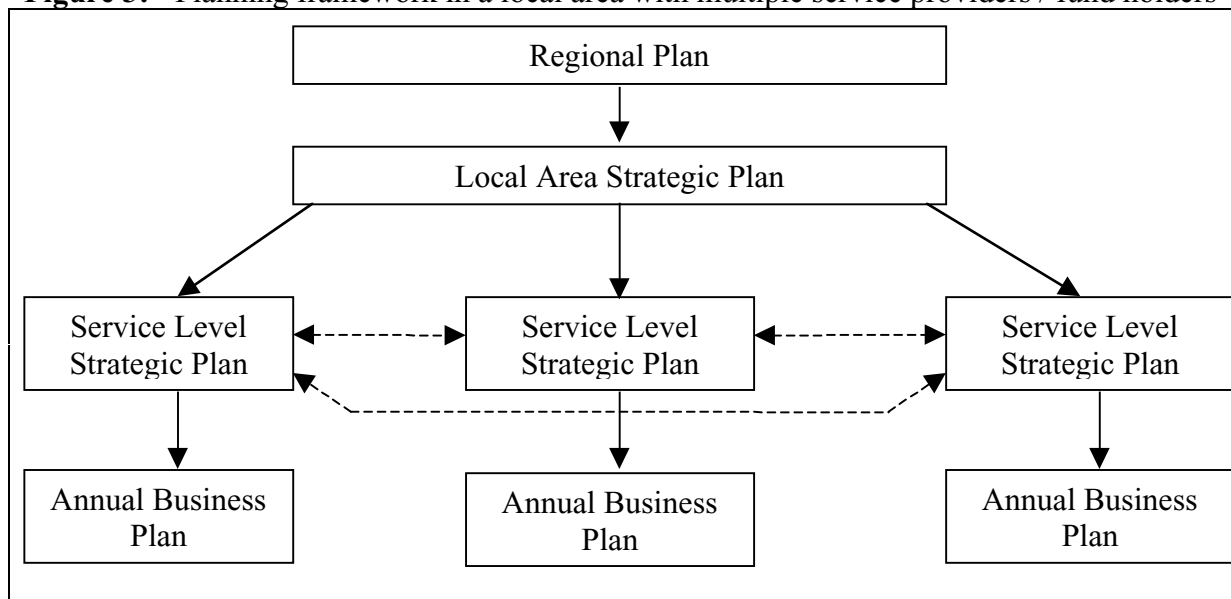 Figure 3: Planning framework in a local area with multiple service providers / fund holders
Regional Plan
Local Area Strategic Plan
Service Level
Strategic Plan
Service Level
Strategic Plan
Service Level
Strategic Plan
Annual Business
Plan
Annual Business
Plan
Annual Business
Plan